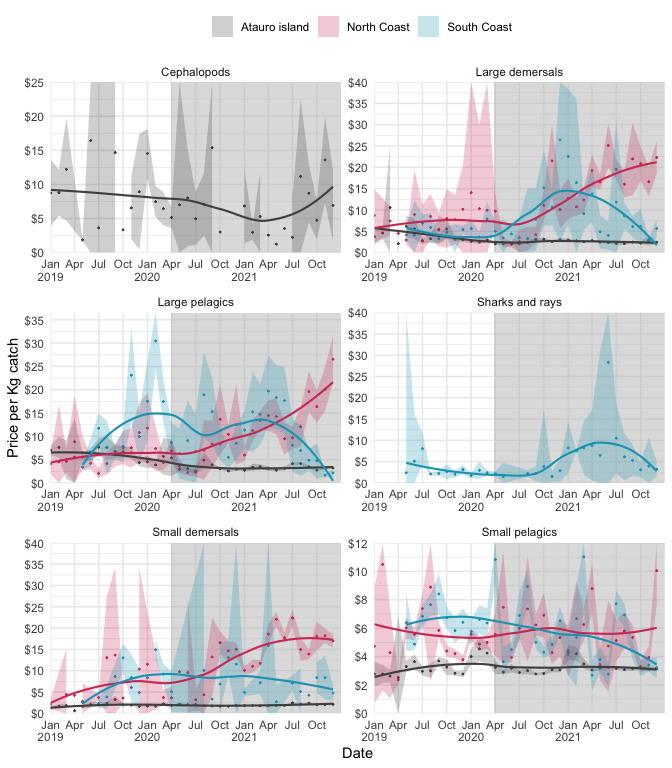 Atauro island North Coast South Coast
Cephalopods Large demersals
$25 $40
$35
$20 $30
$15 $25
$20
$10 $15
$5 $10
$5
$0 $0
Jan Apr Jul Oct Jan Apr Jul Oct Jan Apr Jul Oct Jan Apr Jul Oct Jan Apr Jul Oct Jan Apr Jul Oct
2019 2020 2021 2019 2020 2021
Large pelagics Sharks and rays
$35 $40
$30 $35
$25 $30
$20 $25
$15 $20
$10 $15
$5 $10
$0 $5
$0
Price per Kg catch
Jan Apr Jul Oct Jan Apr Jul Oct Jan Apr Jul Oct Jan Apr Jul Oct Jan Apr Jul Oct Jan Apr Jul Oct
2019 2020 2021 2019 2020 2021
Small demersals Small pelagics
$40 $12
$35 $10
$30 $8
$25 $6
$20 $4
$15 $2
$10 $0
$5
$0
Jan Apr Jul Oct Jan Apr Jul Oct Jan Apr Jul Oct Jan Apr Jul Oct Jan Apr Jul Oct Jan Apr Jul Oct
2019 2020 2021 2019 2020 2021
Date